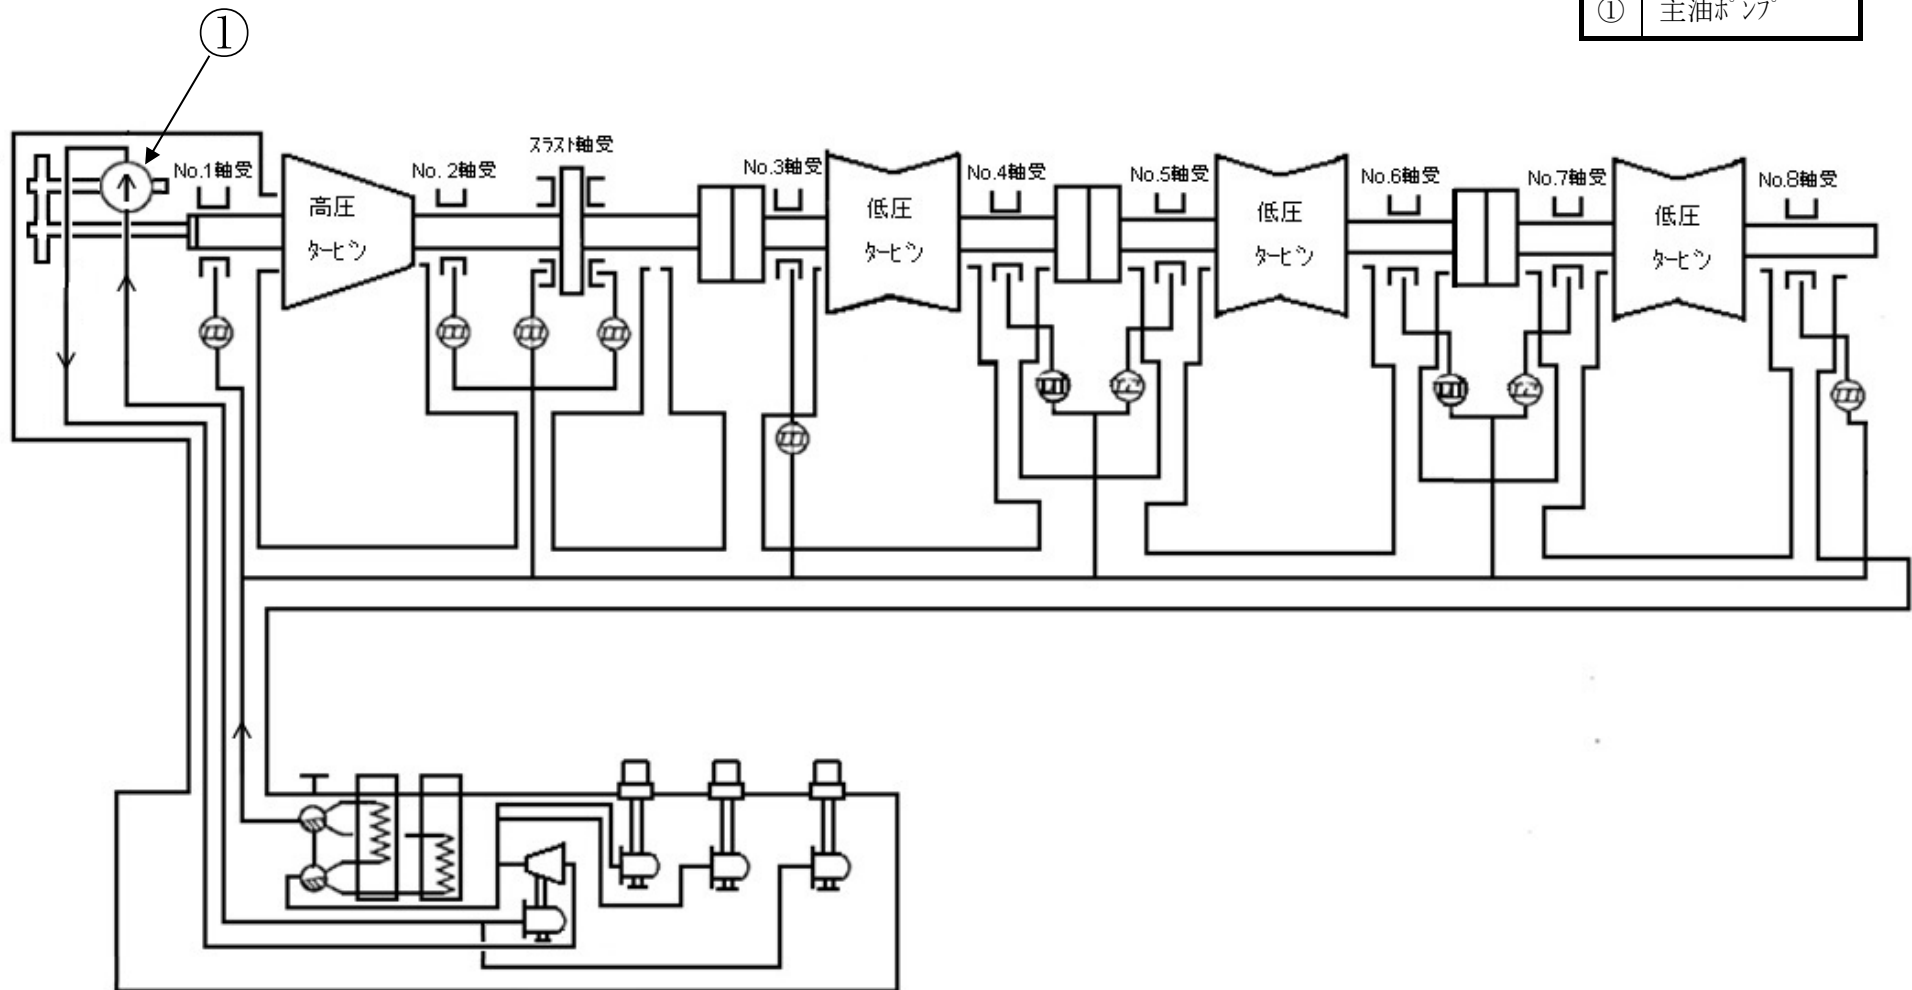 ① 主油ﾎﾟﾝﾌﾟ
①
No.1軸受
No. 2軸受
ｽﾗｽﾄ軸受
No.3軸受
No.4軸受
No.5軸受
No.6軸受
No.7軸受
No.8軸受
高圧
ﾀｰﾋﾞﾝ
低圧
ﾀｰﾋﾞﾝ
低圧
ﾀｰﾋﾞﾝ
低圧
ﾀｰﾋﾞﾝ